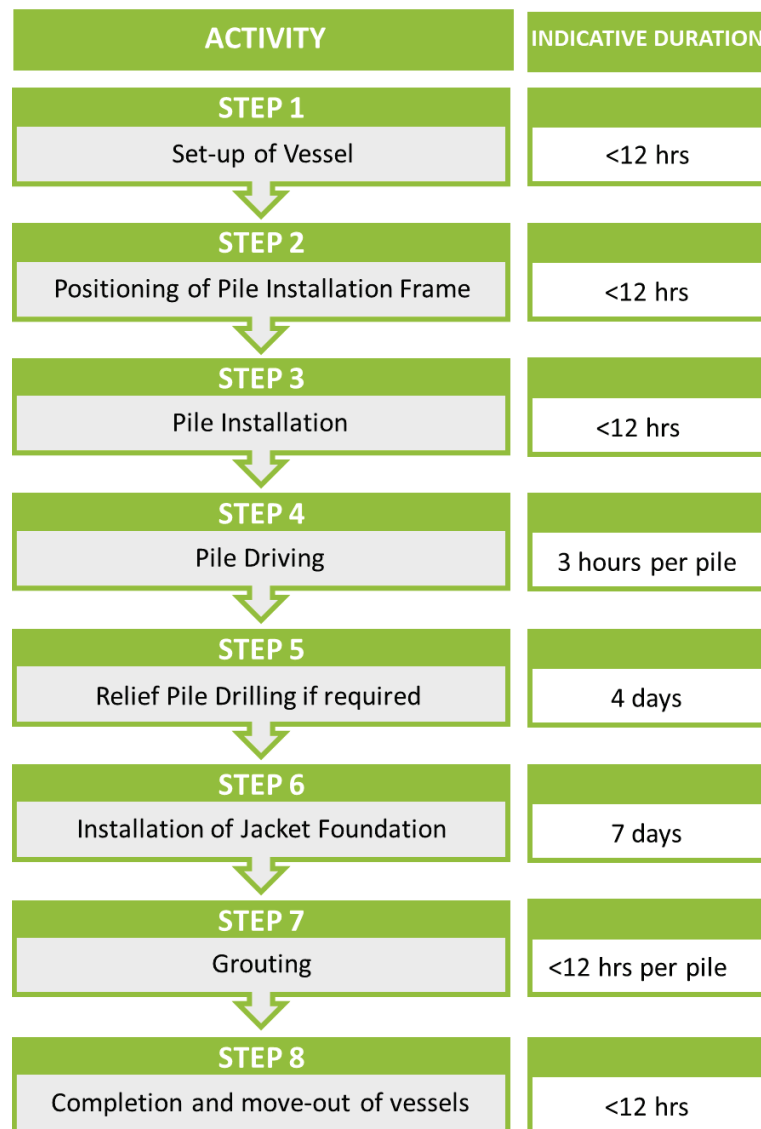 ACTIVITY
INDICATIVE DURATION
STEP 1
Set-up of Vessel
<12 hrs
STEP 2
Positioning of Pile Installation Frame
<12 hrs
STEP 3
Pile Installation
<12 hrs
STEP 4
Pile Driving
3 hours per pile
STEP 5
Relief Pile Drilling if required
4 days
STEP 6
Installation of Jacket Foundation
7 days
STEP 7
Grouting
<12 hrs per pile
STEP 8
Completion and move-out of vessels
<12 hrs